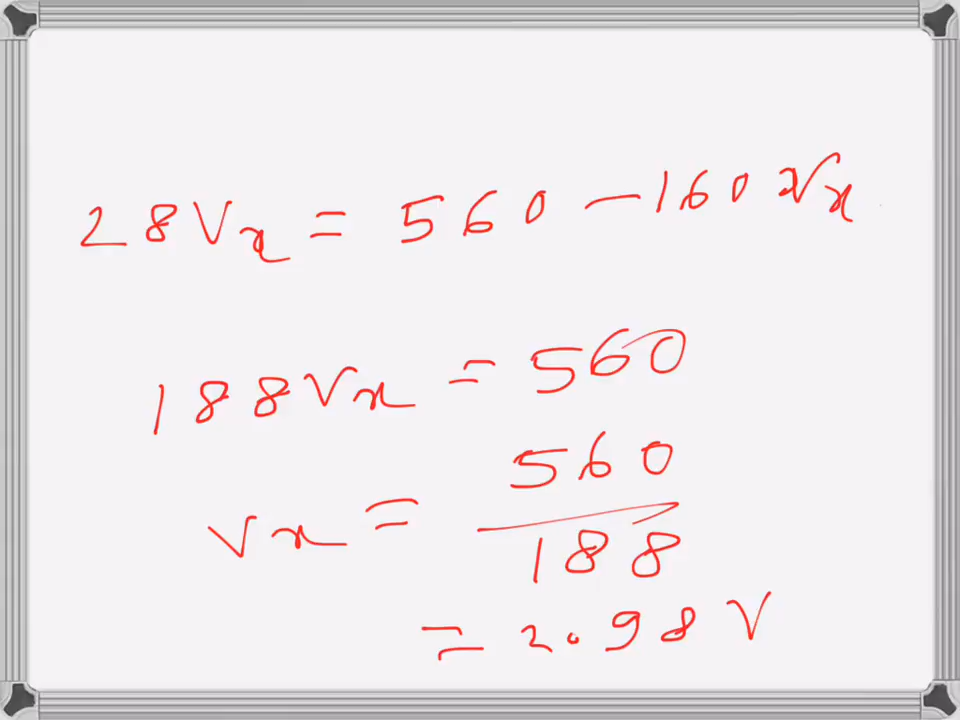 28Vx = 560 - 160Vx
188Vx = 560
Vx = 560
188
= 2.98 V